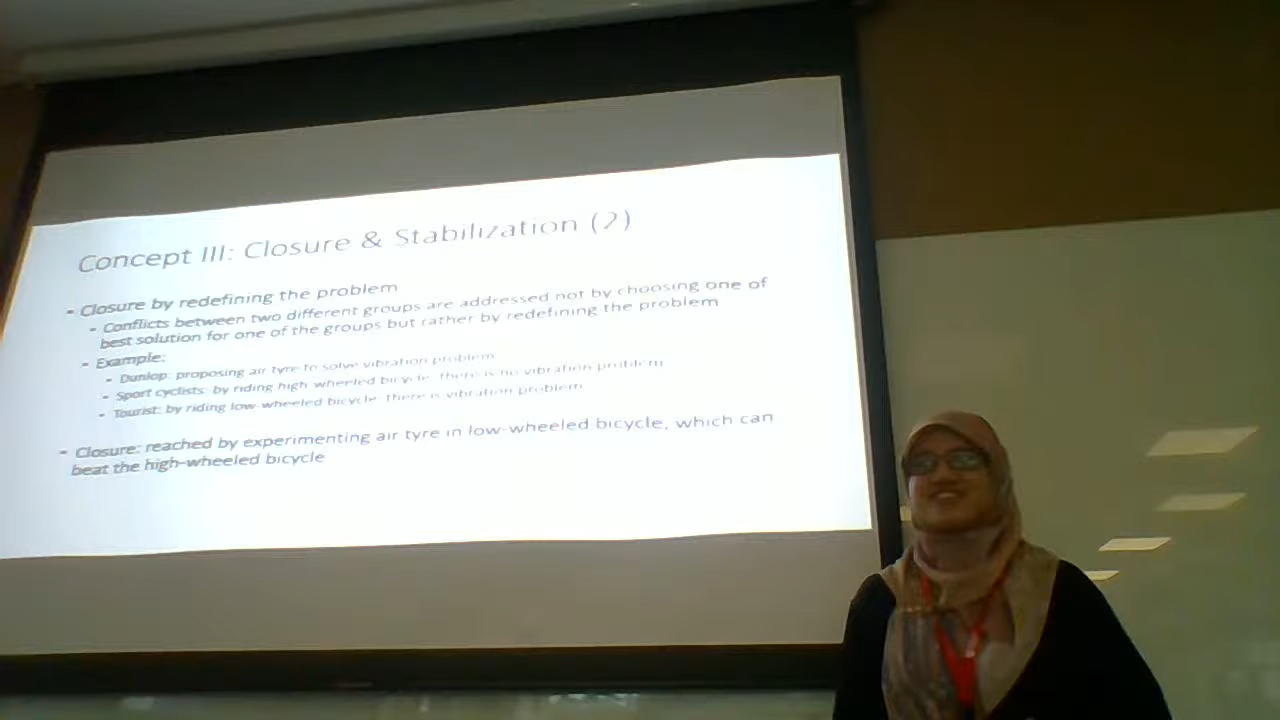 Concept III: Closure & Stabilization (2)
• Closure by redefining the problem
• Conflicts between two different groups are addressed not by choosing one of
best solution for one of the groups but rather by redefining the problem
• Example:
• Dunlop: proposing air tyre to solve vibration problem
• Sport cyclists: by riding high wheeled bicycle there is no vibration problem
• Tourist: by riding low-wheeled bicycle there is vibration problem
• Closure: reached by experimenting air tyre in low-wheeled bicycle, which can
beat the high-wheeled bicycle